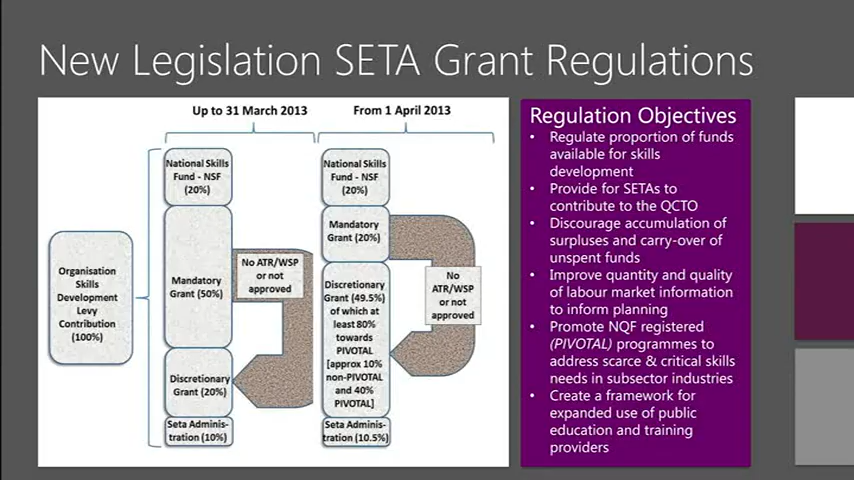 New Legislation SETA Grant Regulations
Up to 31 March 2013
From 1 April 2013
Organisation
Skills
Development
Levy
Contribution
(100%)
National Skills
Fund - NSF
(20%)
Mandatory
Grant (50%)
No ATR/WSP
or not
approved
Discretionary
Grant (20%)
Seta Adminis-
tration (10%)
National Skills
Fund - NSF
(20%)
Mandatory
Grant (20%)
No
ATR/WSP
or not
approved
Discretionary
Grant (49.5%)
of which at
least 80%
towards
PIVOTAL
[approx 10%
non-PIVOTAL
and 40%
PIVOTAL]
Seta Adminis-
tration (10.5%)
Regulation Objectives
• Regulate proportion of funds
available for skills
development
• Provide for SETAs to
contribute to the QCTO
• Discourage accumulation of
surpluses and carry-over of
unspent funds
• Improve quantity and quality
of labour market information
to inform planning
• Promote NQF registered
(PIVOTAL) programmes to
address scarce & critical skills
needs in subsector industries
• Create a framework for
expanded use of public
education and training
providers